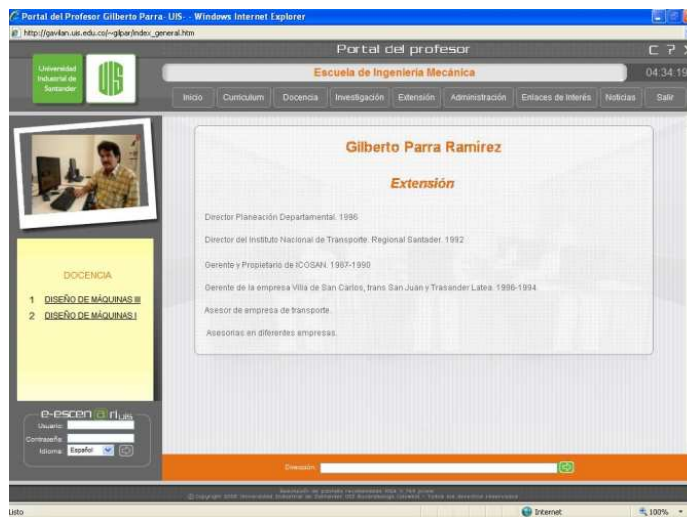 Portal del Profesor Gilberto Parra- UIS- - Windows Internet Explorer
http://gavilan.uis.edu.co/~gilpar/index_general.htm
Portal del profesor
Universidad
Industrial de
Santander
UIS
Escuela de Ingeniería Mecánica
04:34:19
Inicio
Curriculum
Docencia
Investigación
Extensión
Administración
Enlaces de Interés
Noticias
Salir
Gilberto Parra Ramírez
Extensión
Director Planeación Departamental. 1996
Director del Instituto Nacional de Transporte. Regional Santader. 1992
Gerente y Propietario de ICOSAN. 1987-1990
Gerente de la empresa Villa de San Carlos, trans San Juan y Trasander Latea. 1986-1994
Asesor de empresa de transporte.
Asesorias en diferentes empresas.
DOCENCIA
1 DISEÑO DE MÁQUINAS III
2 DISEÑO DE MÁQUINAS I
e-escen@ri UIS
Usuario:
Contraseña:
Idioma: Español
Dirección:
Listo
Internet
100%